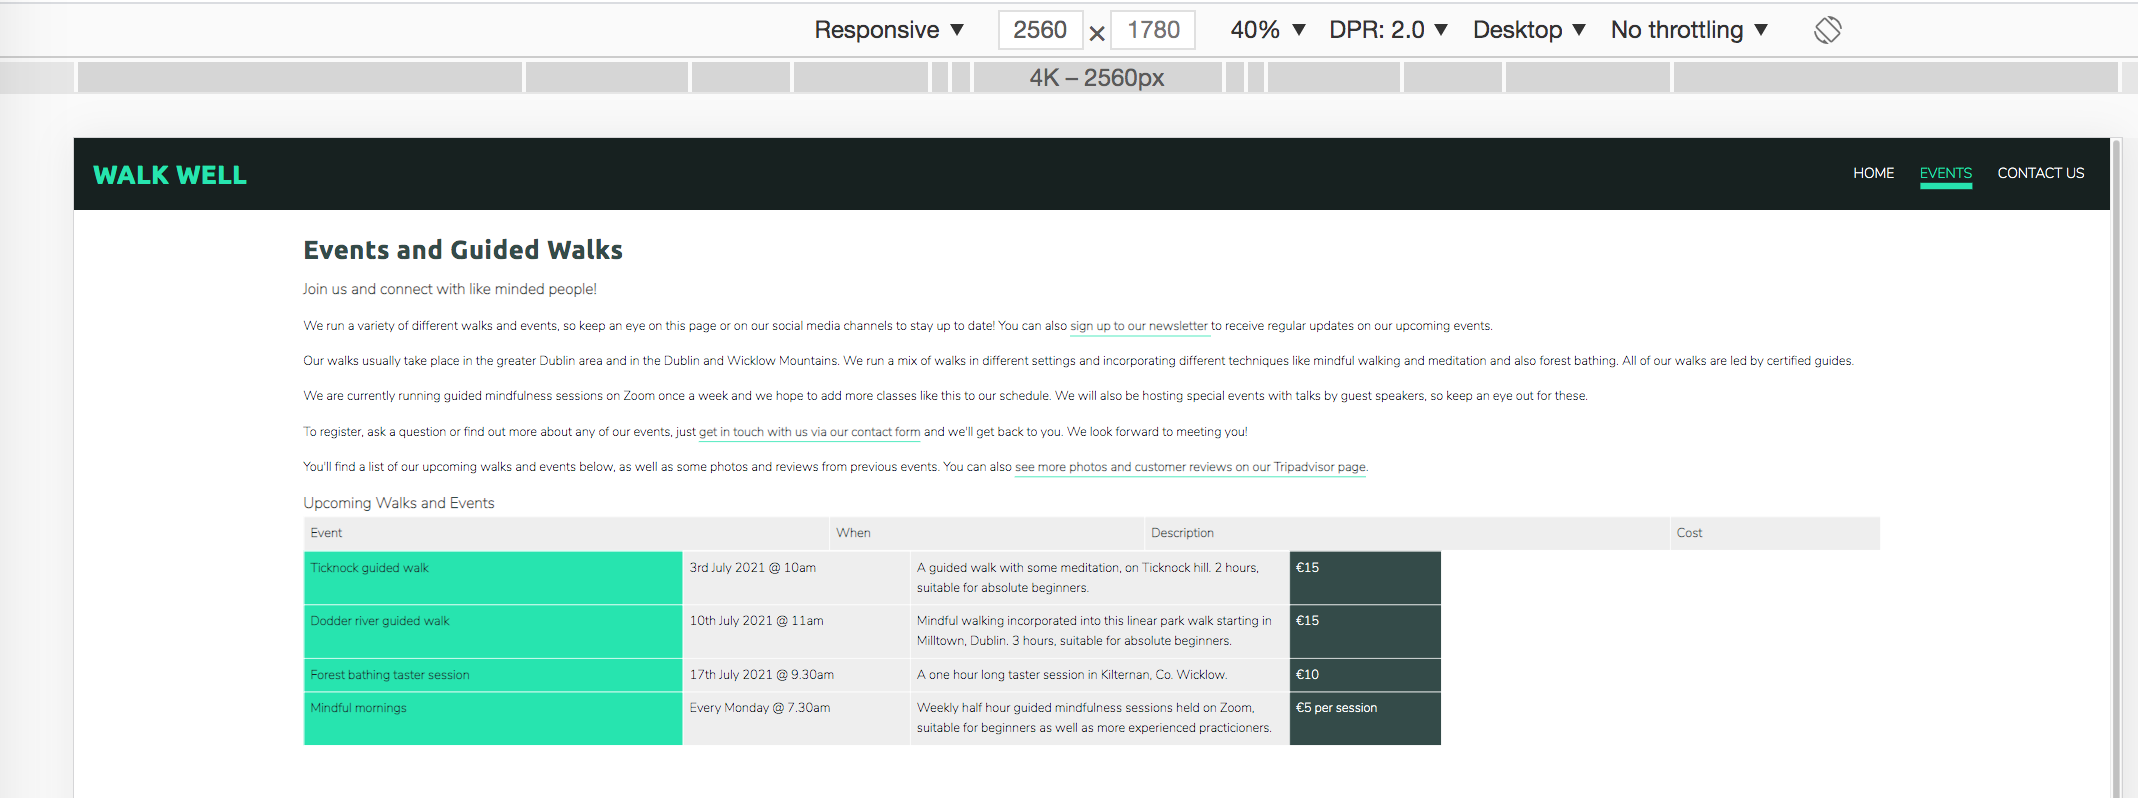 Responsive ▼ 2560 × 1780 40% ▼ DPR: 2.0 ▼ Desktop ▼ No throttling ▼
4K – 2560px
WALK WELL
HOME EVENTS CONTACT US
Events and Guided Walks
Join us and connect with like minded people!
We run a variety of different walks and events, so keep an eye on this page or on our social media channels to stay up to date! You can also sign up to our newsletter to receive regular updates on our upcoming events.
Our walks usually take place in the greater Dublin area and in the Dublin and Wicklow Mountains. We run a mix of walks in different settings and incorporating different techniques like mindful walking and meditation and also forest bathing. All of our walks are led by certified guides.
We are currently running guided mindfulness sessions on Zoom once a week and we hope to add more classes like this to our schedule. We will also be hosting special events with talks by guest speakers, so keep an eye out for these.
To register, ask a question or find out more about any of our events, just get in touch with us via our contact form and we'll get back to you. We look forward to meeting you!
You'll find a list of our upcoming walks and events below, as well as some photos and reviews from previous events. You can also see more photos and customer reviews on our Tripadvisor page.
Upcoming Walks and Events
Event When Description Cost
Ticknock guided walk 3rd July 2021 @ 10am A guided walk with some meditation, on Ticknock hill. 2 hours, €15
suitable for absolute beginners.
Dodder river guided walk 10th July 2021 @ 11am Mindful walking incorporated into this linear park walk starting in €15
Milltown, Dublin. 3 hours, suitable for absolute beginners.
Forest bathing taster session 17th July 2021 @ 9.30am A one hour long taster session in Kilternan, Co. Wicklow. €10
Mindful mornings Every Monday @ 7.30am Weekly half hour guided mindfulness sessions held on Zoom, €5 per session
suitable for beginners as well as more experienced practicioners.